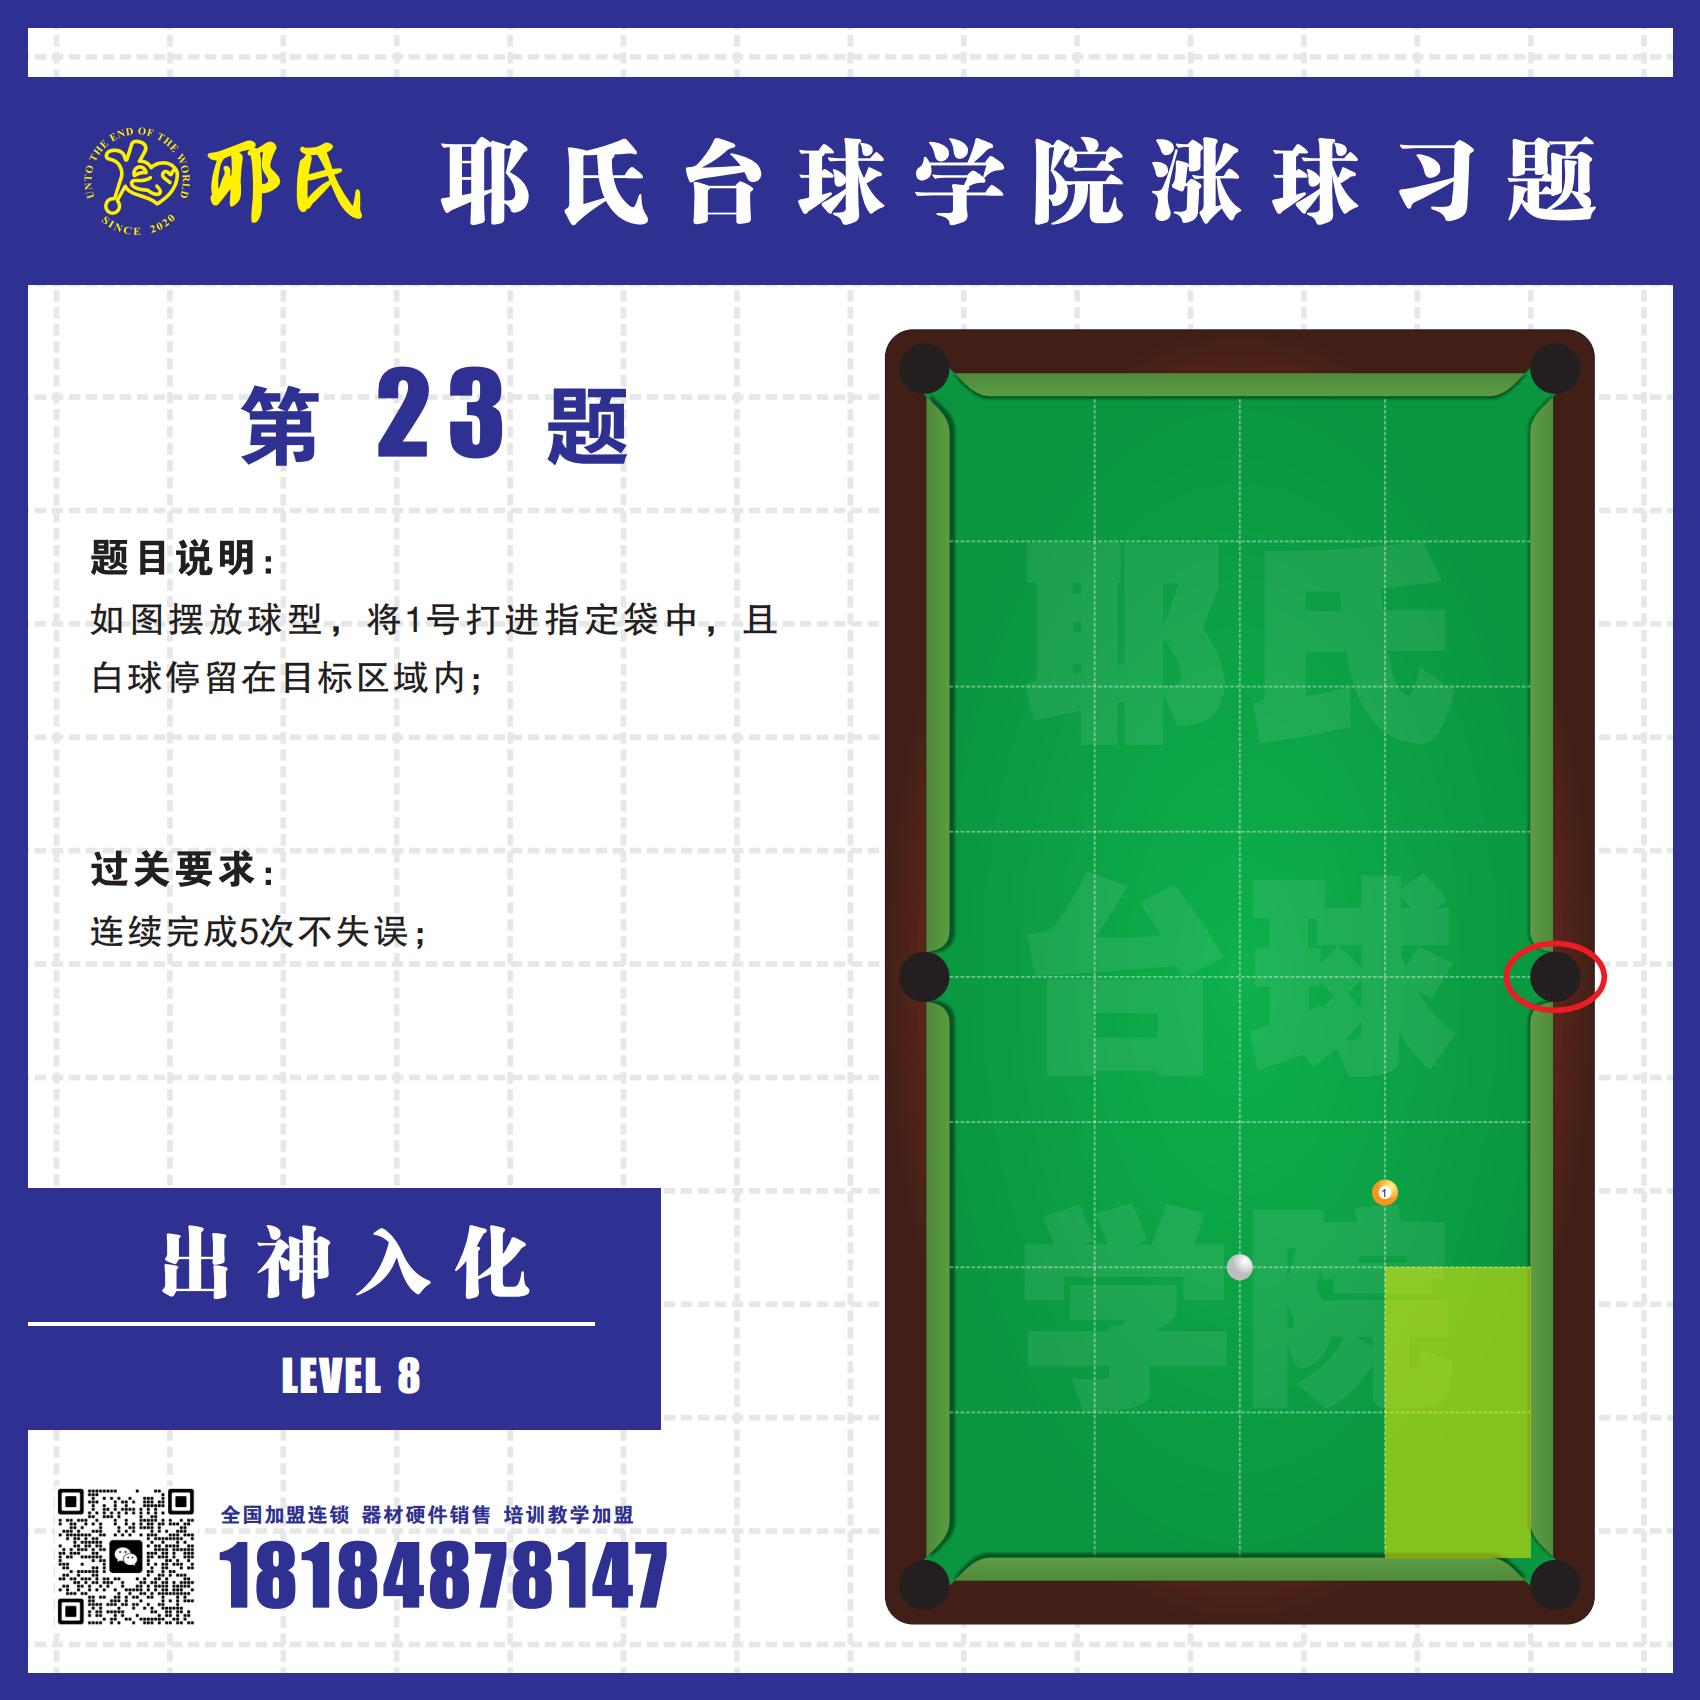 UNTO THE END OF THE WORLD
SINCE 2020
耶氏
耶氏台球学院涨球习题
第 23 题
题目说明:
如图摆放球型,将1号打进指定袋中,且
白球停留在目标区域内;
过关要求:
连续完成5次不失误;
出神入化
LEVEL 8
全国加盟连锁 器材硬件销售 培训教学加盟
18184878147
耶氏
台球
学院
1